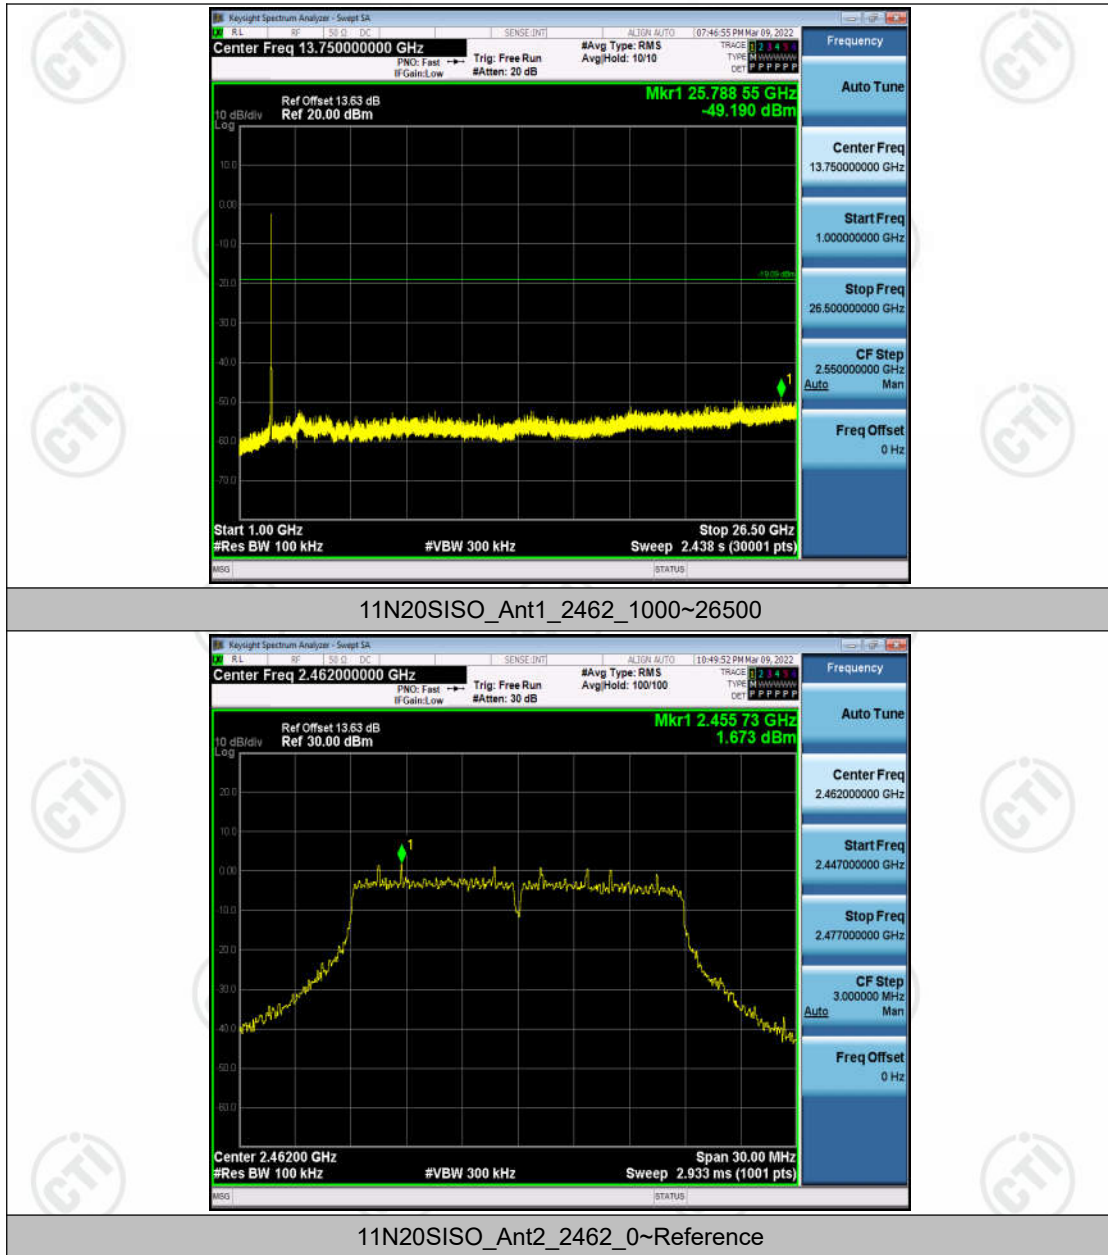 Keysight Spectrum Analyzer - Swept SA
RL RF 50 Ω DC SENSE:INT ALIGN AUTO 07:46:55 PM Mar 09, 2022
Center Freq 13.750000000 GHz
PNO: Fast
IFGain:Low
Trig: Free Run
#Atten: 20 dB
#Avg Type: RMS
Avg|Hold: 10/10
TRACE 1 2 3 4 5 6
TYPE M W W W W W
DET P P P P P P
Frequency
Auto Tune
Center Freq
13.750000000 GHz
Start Freq
1.000000000 GHz
Stop Freq
26.500000000 GHz
CF Step
2.550000000 GHz
Auto Man
Freq Offset
0 Hz
Mkr1 25.788 55 GHz
-49.190 dBm
Ref Offset 13.63 dB
10 dB/div Ref 20.00 dBm
Log
10.0
0.00
-10.0
-20.0
-30.0
-40.0
-50.0
-60.0
-70.0
-19.09 dBm
1
Start 1.00 GHz Stop 26.50 GHz
#Res BW 100 kHz #VBW 300 kHz Sweep 2.438 s (30001 pts)
MSG STATUS
11N20SISO_Ant1_2462_1000~26500
Keysight Spectrum Analyzer - Swept SA
RL RF 50 Ω DC SENSE:INT ALIGN AUTO 10:49:52 PM Mar 09, 2022
Center Freq 2.462000000 GHz
PNO: Fast
IFGain:Low
Trig: Free Run
#Atten: 30 dB
#Avg Type: RMS
Avg|Hold: 100/100
TRACE 1 2 3 4 5 6
TYPE M W W W W W
DET P P P P P P
Frequency
Auto Tune
Center Freq
2.462000000 GHz
Start Freq
2.447000000 GHz
Stop Freq
2.477000000 GHz
CF Step
3.000000 MHz
Auto Man
Freq Offset
0 Hz
Mkr1 2.455 73 GHz
1.673 dBm
Ref Offset 13.63 dB
10 dB/div Ref 30.00 dBm
Log
20.0
10.0
0.00
-10.0
-20.0
-30.0
-40.0
-50.0
-60.0
1
Center 2.46200 GHz Span 30.00 MHz
#Res BW 100 kHz #VBW 300 kHz Sweep 2.933 ms (1001 pts)
MSG STATUS
11N20SISO_Ant2_2462_0~Reference
CTI
CTI
CTI
CTI
CTI
CTI
CTI
CTI